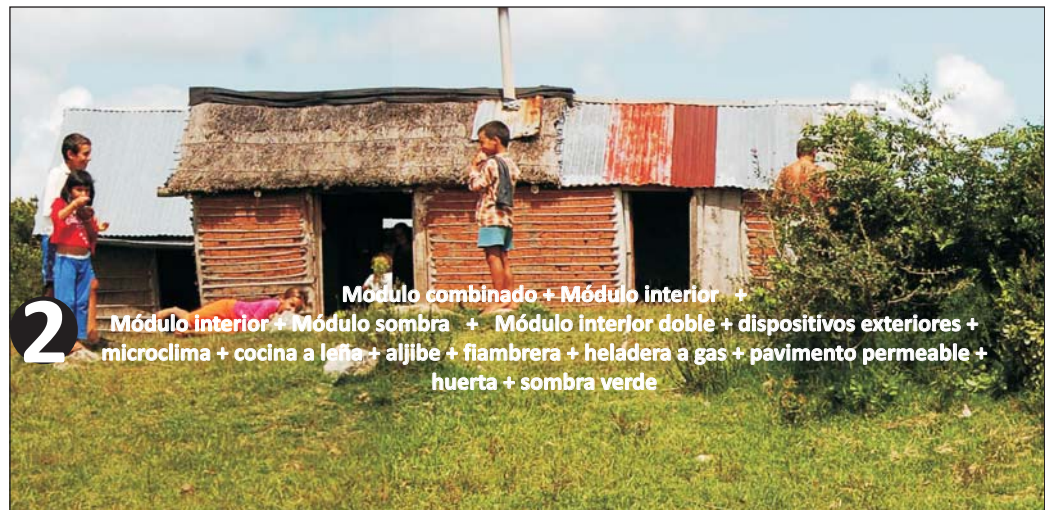 Módulo combinado + Módulo interior +
2
Módulo interior + Módulo sombra + Módulo interior doble + dispositivos exteriores +
microclima + cocina a leña + aljibe + fiambrera + heladera a gas + pavimento permeable +
huerta + sombra verde